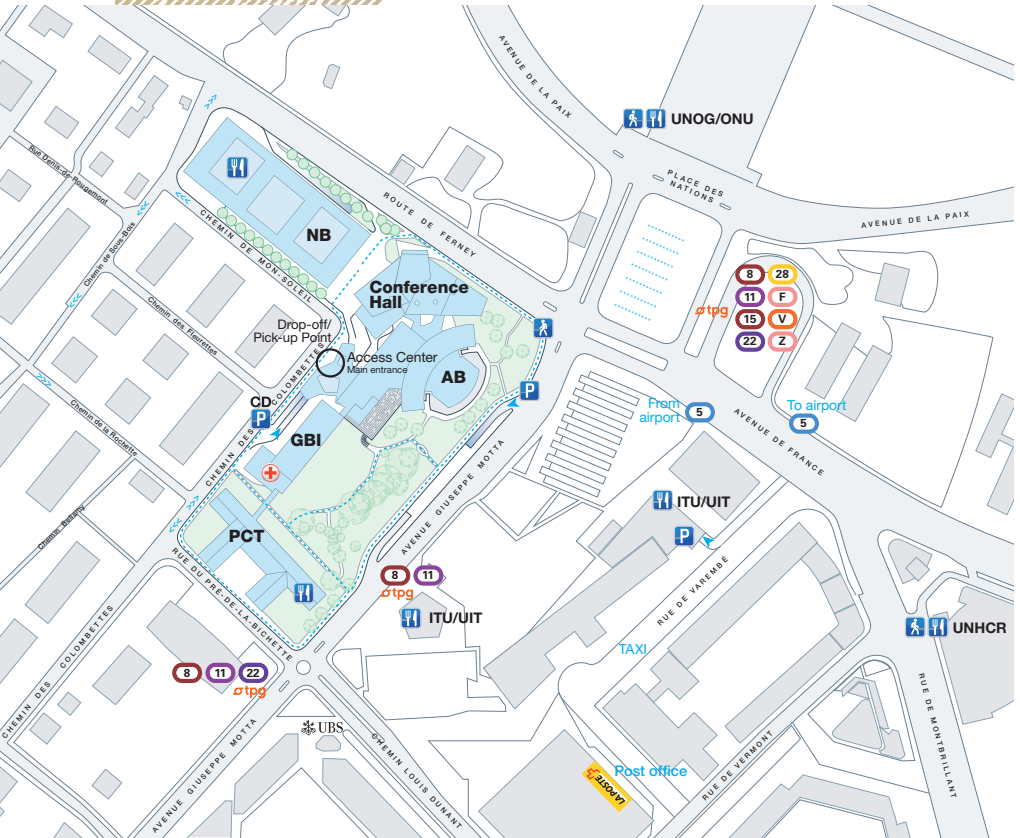 AVENUE DE LA PAIX
UNOG/ONU
Rue Denis-de-Rougemont
PLACE DES
NATIONS
AVENUE DE LA PAIX
ROUTE DE FERNEY
CHEMIN DE MON-SOLEIL
Chemin de Sous-Bois
NB
Conference
Hall
8
28
11
F
15
V
22
Z
tpg
Chemin des Fleurettes
Drop-off/
Pick-up Point
Access Center
Main entrance
AB
P
CD
P
GBI
CHEMIN DES COLOMBETTES
Chemin de la Rochette
From
airport
5
To airport
5
AVENUE DE FRANCE
AVENUE GIUSEPPE MOTTA
ITU/UIT
P
Chemin Bellamy
PCT
RUE DU PRÉ-DE-LA-BICHETTE
8
11
tpg
ITU/UIT
RUE DE VAREMBÉ
UNHCR
TAXI
CHEMIN DES COLOMBETTES
8
11
22
tpg
UBS
AVENUE GIUSEPPE MOTTA
CHEMIN LOUIS DUNANT
Post office
LA POSTE
RUE DE VERMONT
RUE DE MONTBRILLANT